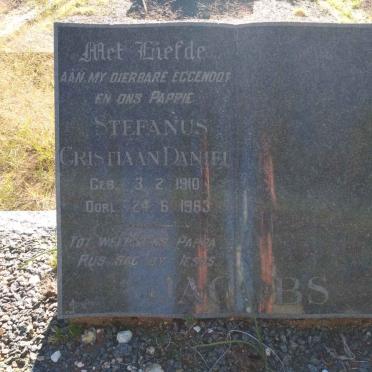 Met Liefde
AAN MY DIERBARE EGGENOOT
EN ONS PAPPIE
STEFANUS
CRISTIAAN DANIEL
GEB. 3. 2. 1910
OORL. 24. 6. 1963
TOT WEERSIENS PAPPA
RUS SAG BY JESUS
JACOBS